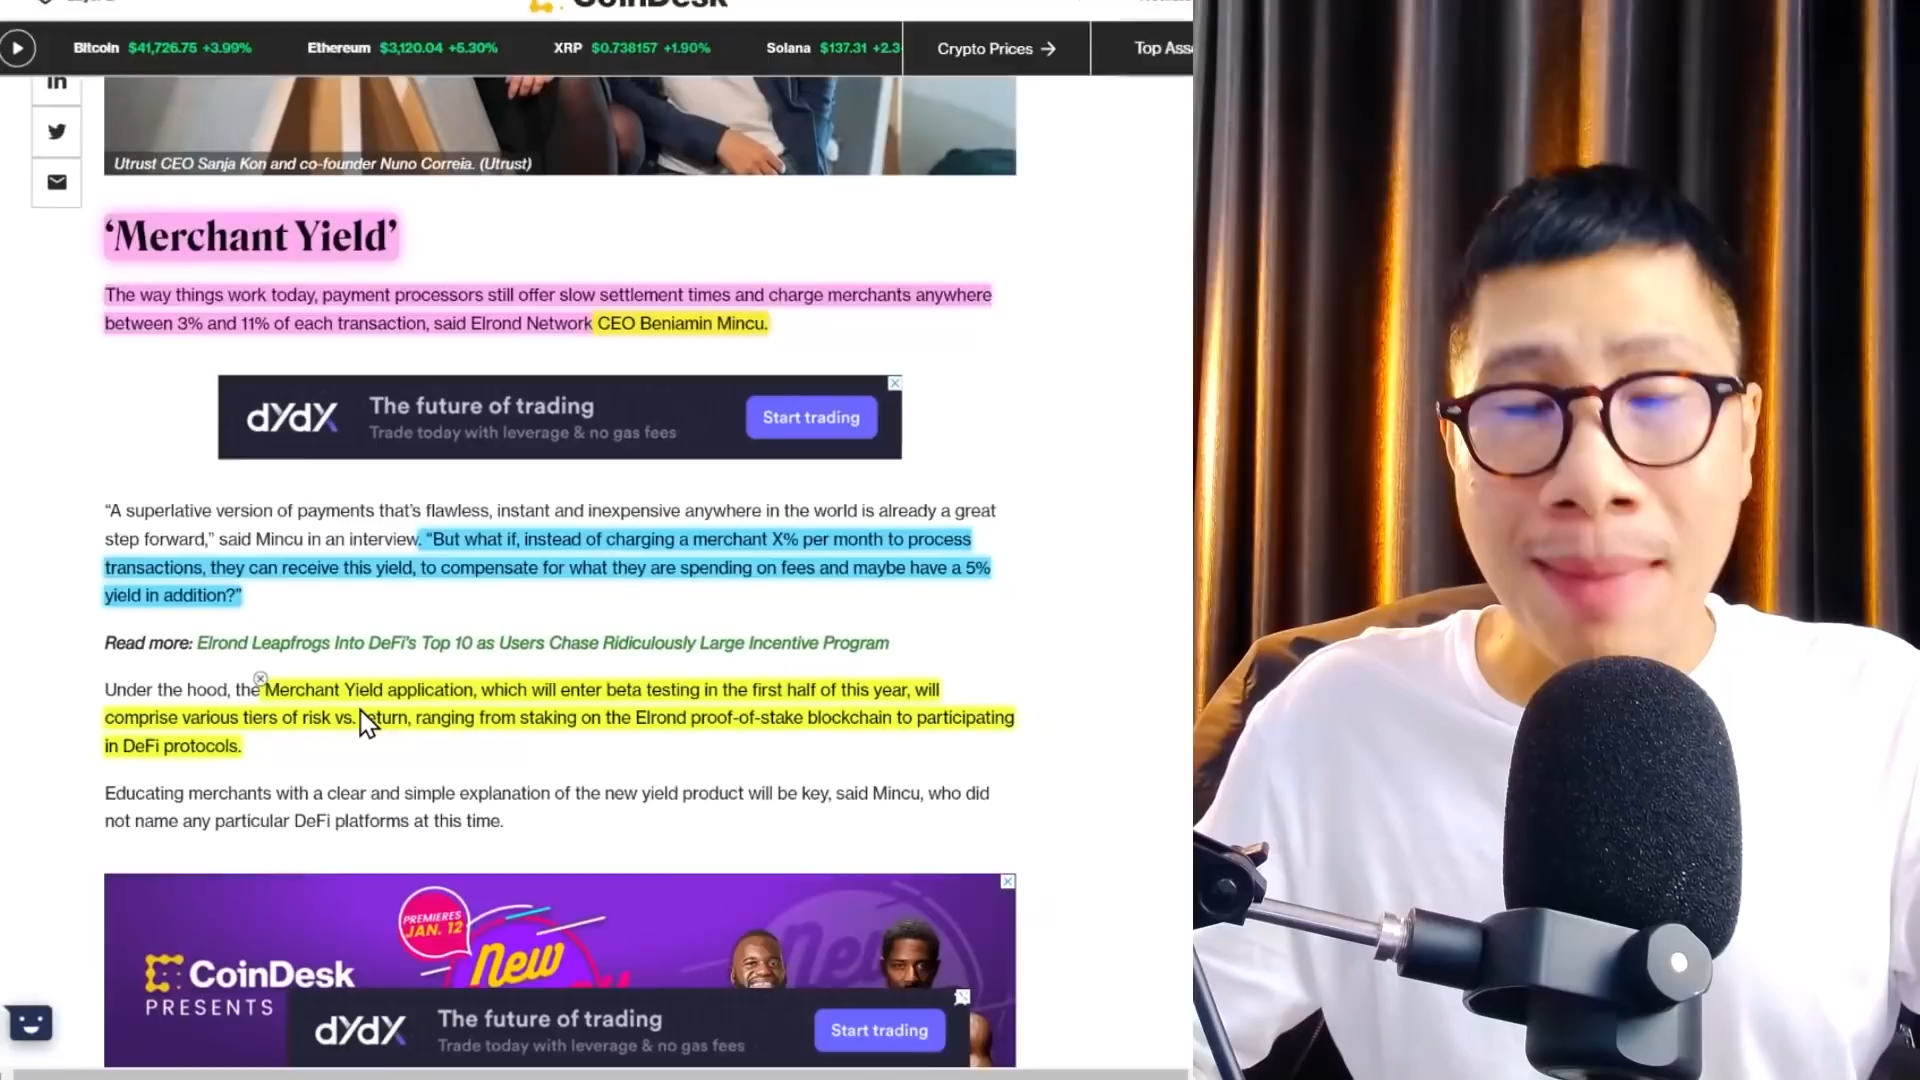 CoinDesk
Bitcoin $41,726.75 +3.99% Ethereum $3,120.04 +5.30% XRP $0.738157 +1.90% Solana $137.31 +2.3 Crypto Prices → Top Ass
in
Utrust CEO Sanja Kon and co-founder Nuno Correia. (Utrust)
‘Merchant Yield’
The way things work today, payment processors still offer slow settlement times and charge merchants anywhere
between 3% and 11% of each transaction, said Elrond Network CEO Beniamin Mincu.
dYdX
The future of trading
Trade today with leverage & no gas fees
Start trading
“A superlative version of payments that’s flawless, instant and inexpensive anywhere in the world is already a great
step forward,” said Mincu in an interview. “But what if, instead of charging a merchant X% per month to process
transactions, they can receive this yield, to compensate for what they are spending on fees and maybe have a 5%
yield in addition?”
Read more: Elrond Leapfrogs Into DeFi’s Top 10 as Users Chase Ridiculously Large Incentive Program
Under the hood, the Merchant Yield application, which will enter beta testing in the first half of this year, will
comprise various tiers of risk vs. return, ranging from staking on the Elrond proof-of-stake blockchain to participating
in DeFi protocols.
Educating merchants with a clear and simple explanation of the new yield product will be key, said Mincu, who did
not name any particular DeFi platforms at this time.
PREMIERES
JAN. 12
New
CoinDesk
PRESENTS
dYdX
The future of trading
Trade today with leverage & no gas fees
Start trading